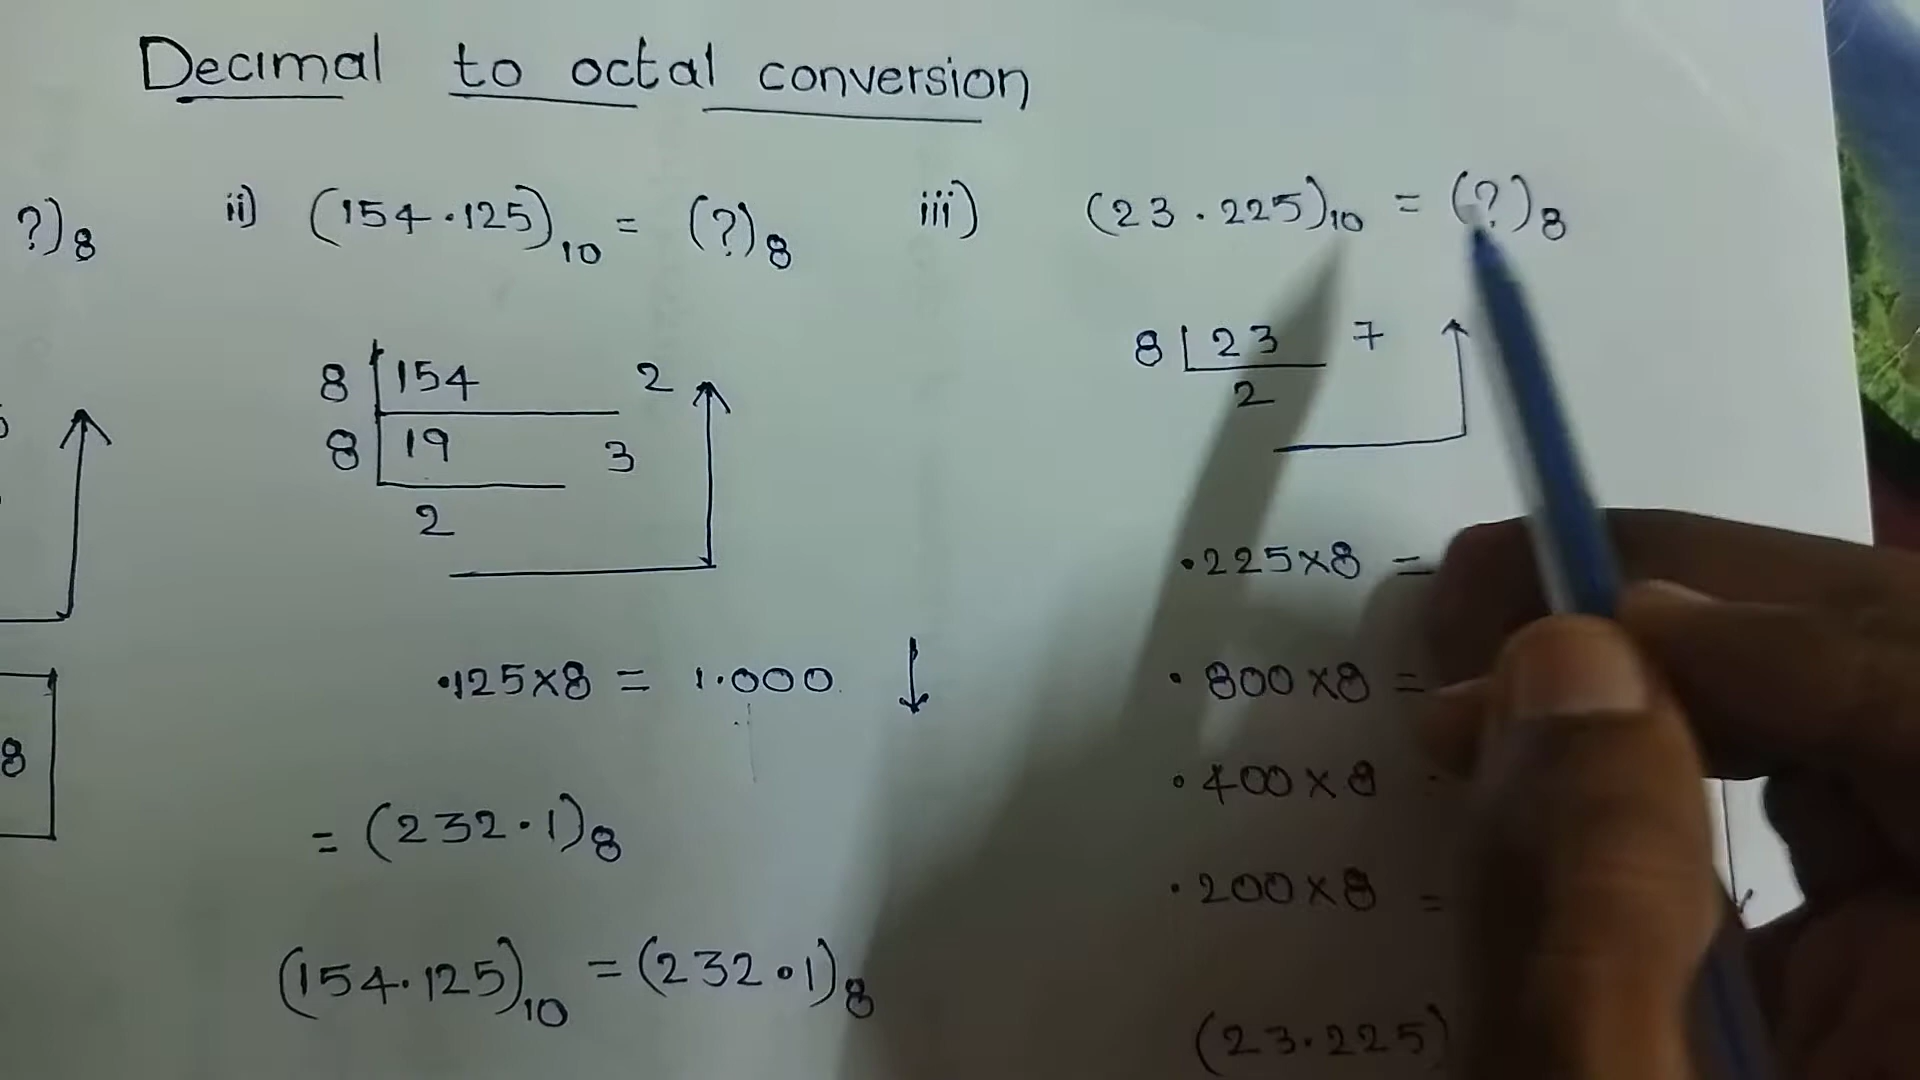 Decimal to octal conversion
?)8
ii) (154.125)10 = (?)8
8 154 2
8 19 3
2
.125×8 = 1.000
= (232.1)8
(154.125)10 = (232.1)8
8
iii) (23.225)10 = (?)8
8 23 7
2
.225×8 =
.800×8 =
.400×8
.200×8 =
(23.225)